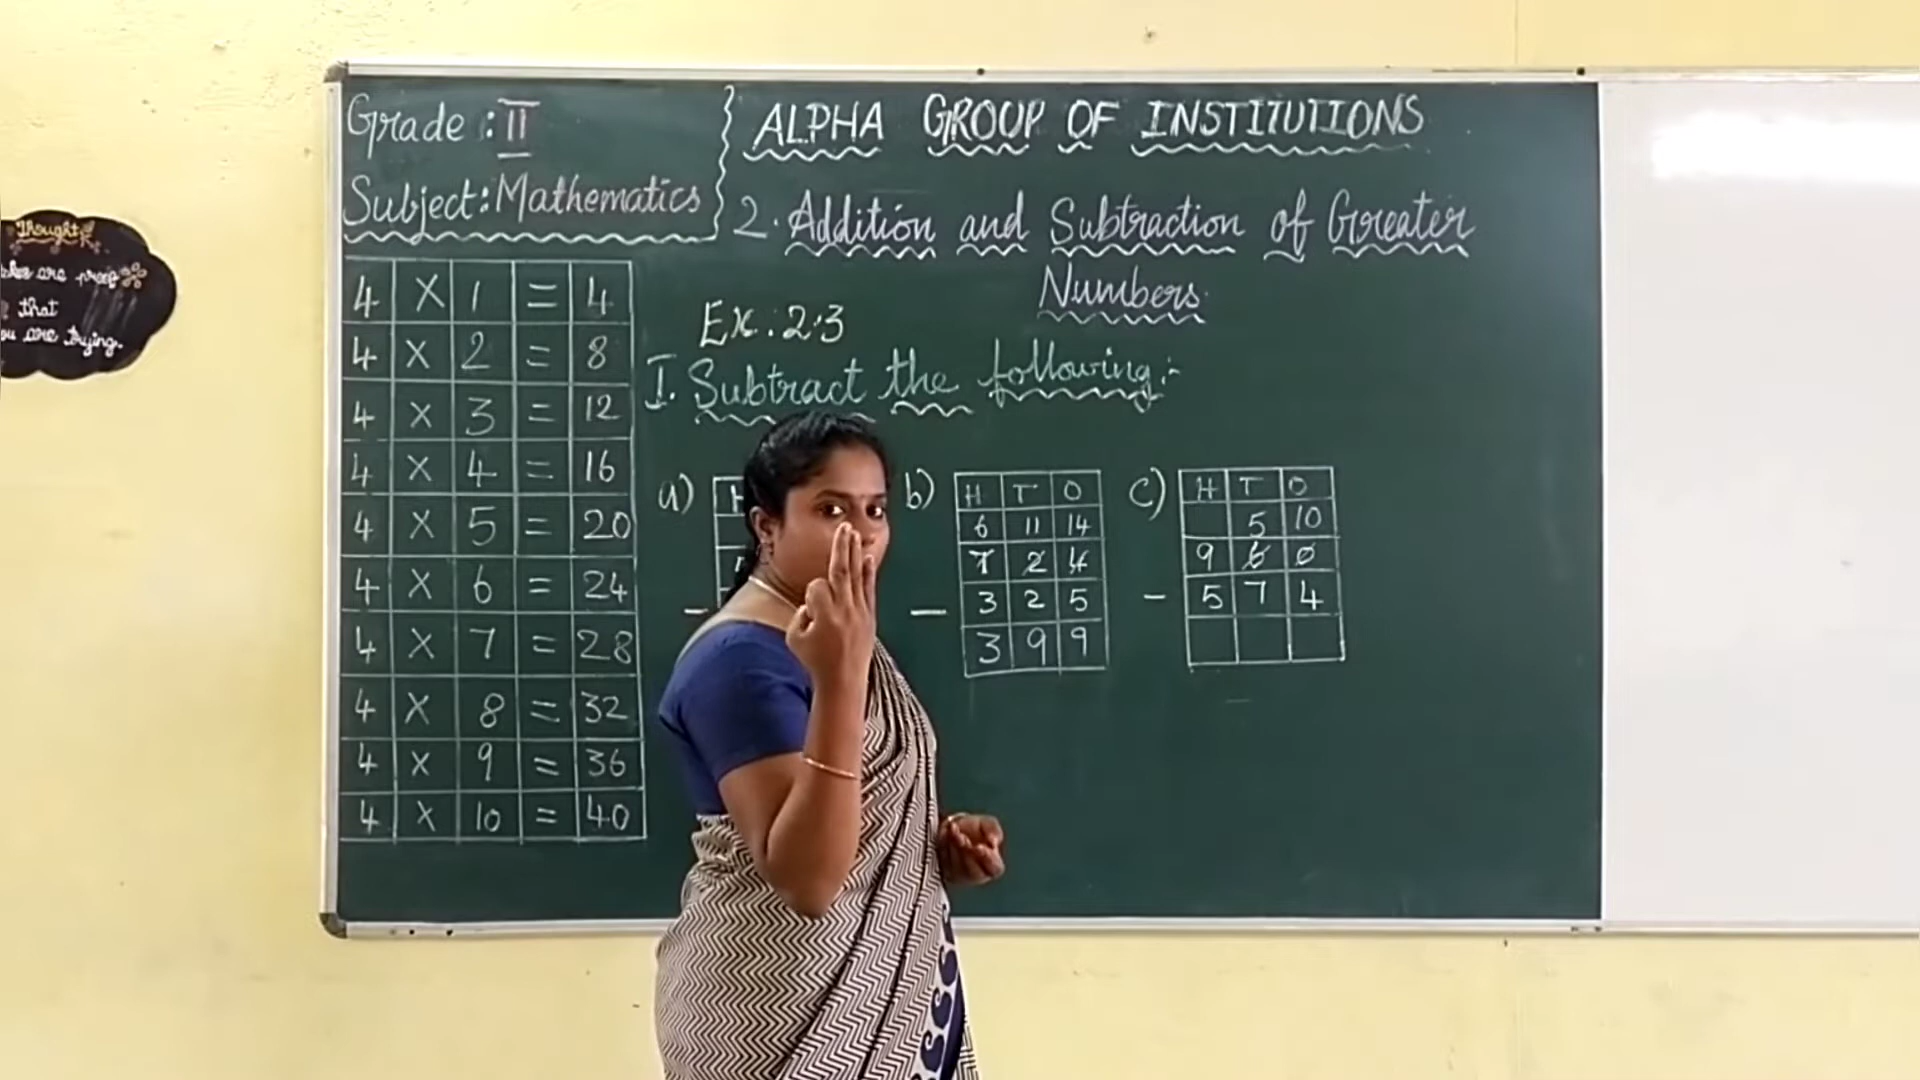 Grade : II
Subject: Mathematics
ALPHA GROUP OF INSTITUTIONS
2. Addition and Subtraction of Greater
Numbers.
Ex: 2.3
I. Subtract the following:-
4 X 1 = 4
4 X 2 = 8
4 X 3 = 12
4 X 4 = 16
4 X 5 = 20
4 X 6 = 24
4 X 7 = 28
4 X 8 = 32
4 X 9 = 36
4 X 10 = 40
a)
H
-
b)
H T O
6 11 14
7 2 4
- 3 2 5
3 9 9
c)
H T O
5 10
9 6 0
- 5 7 4
Thought
are
that
are trying.